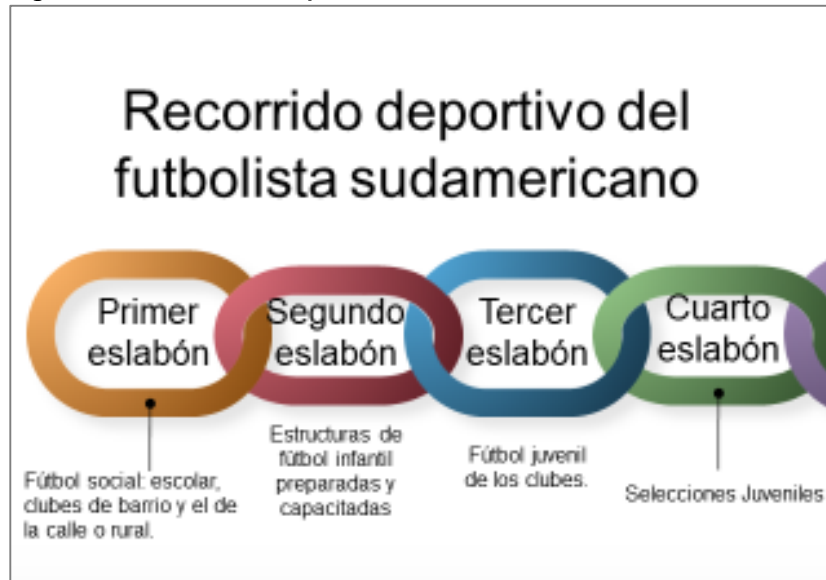 Recorrido deportivo del
futbolista sudamericano
Primer
eslabón
Segundo
eslabón
Tercer
eslabón
Cuarto
eslabón
Fútbol social: escolar,
clubes de barrio y el de
la calle o rural.
Estructuras de
fútbol infantil
preparadas y
capacitadas
Fútbol juvenil
de los clubes.
Selecciones Juveniles